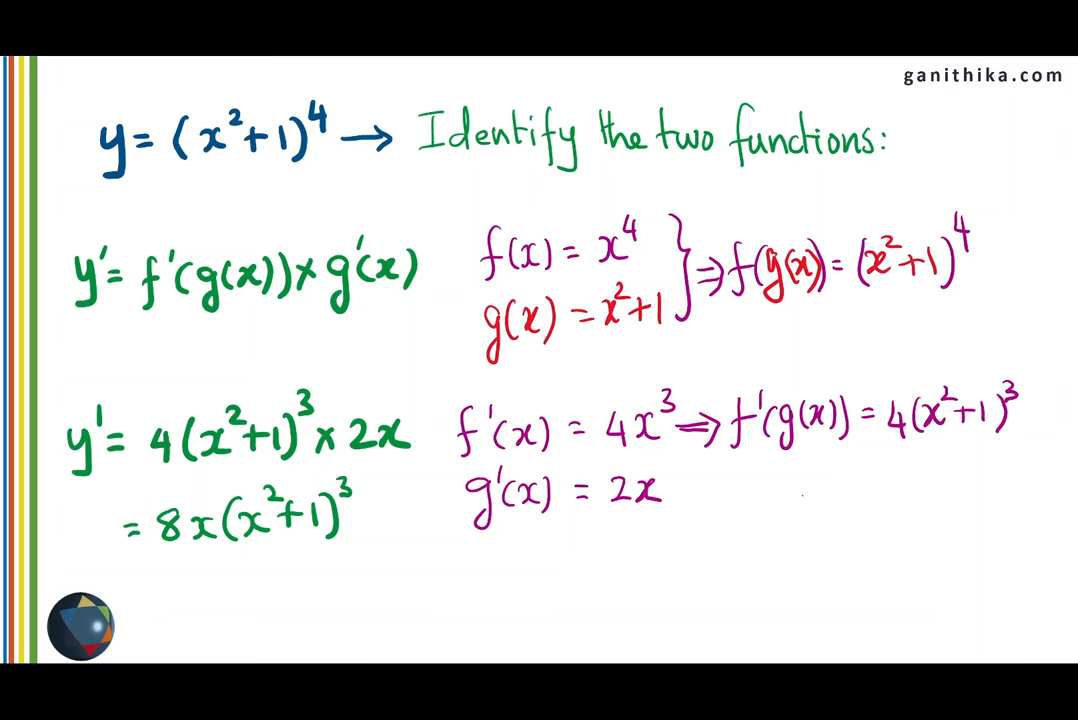 ganithika.com
y = (x²+1)⁴ → Identify the two functions:
y' = f'(g(x)) × g'(x)
f(x) = x⁴
g(x) = x²+1
} ⇒ f(g(x)) = (x²+1)⁴
y' = 4(x²+1)³ × 2x
= 8x(x²+1)³
f'(x) = 4x³ ⇒ f'(g(x)) = 4(x²+1)³
g'(x) = 2x